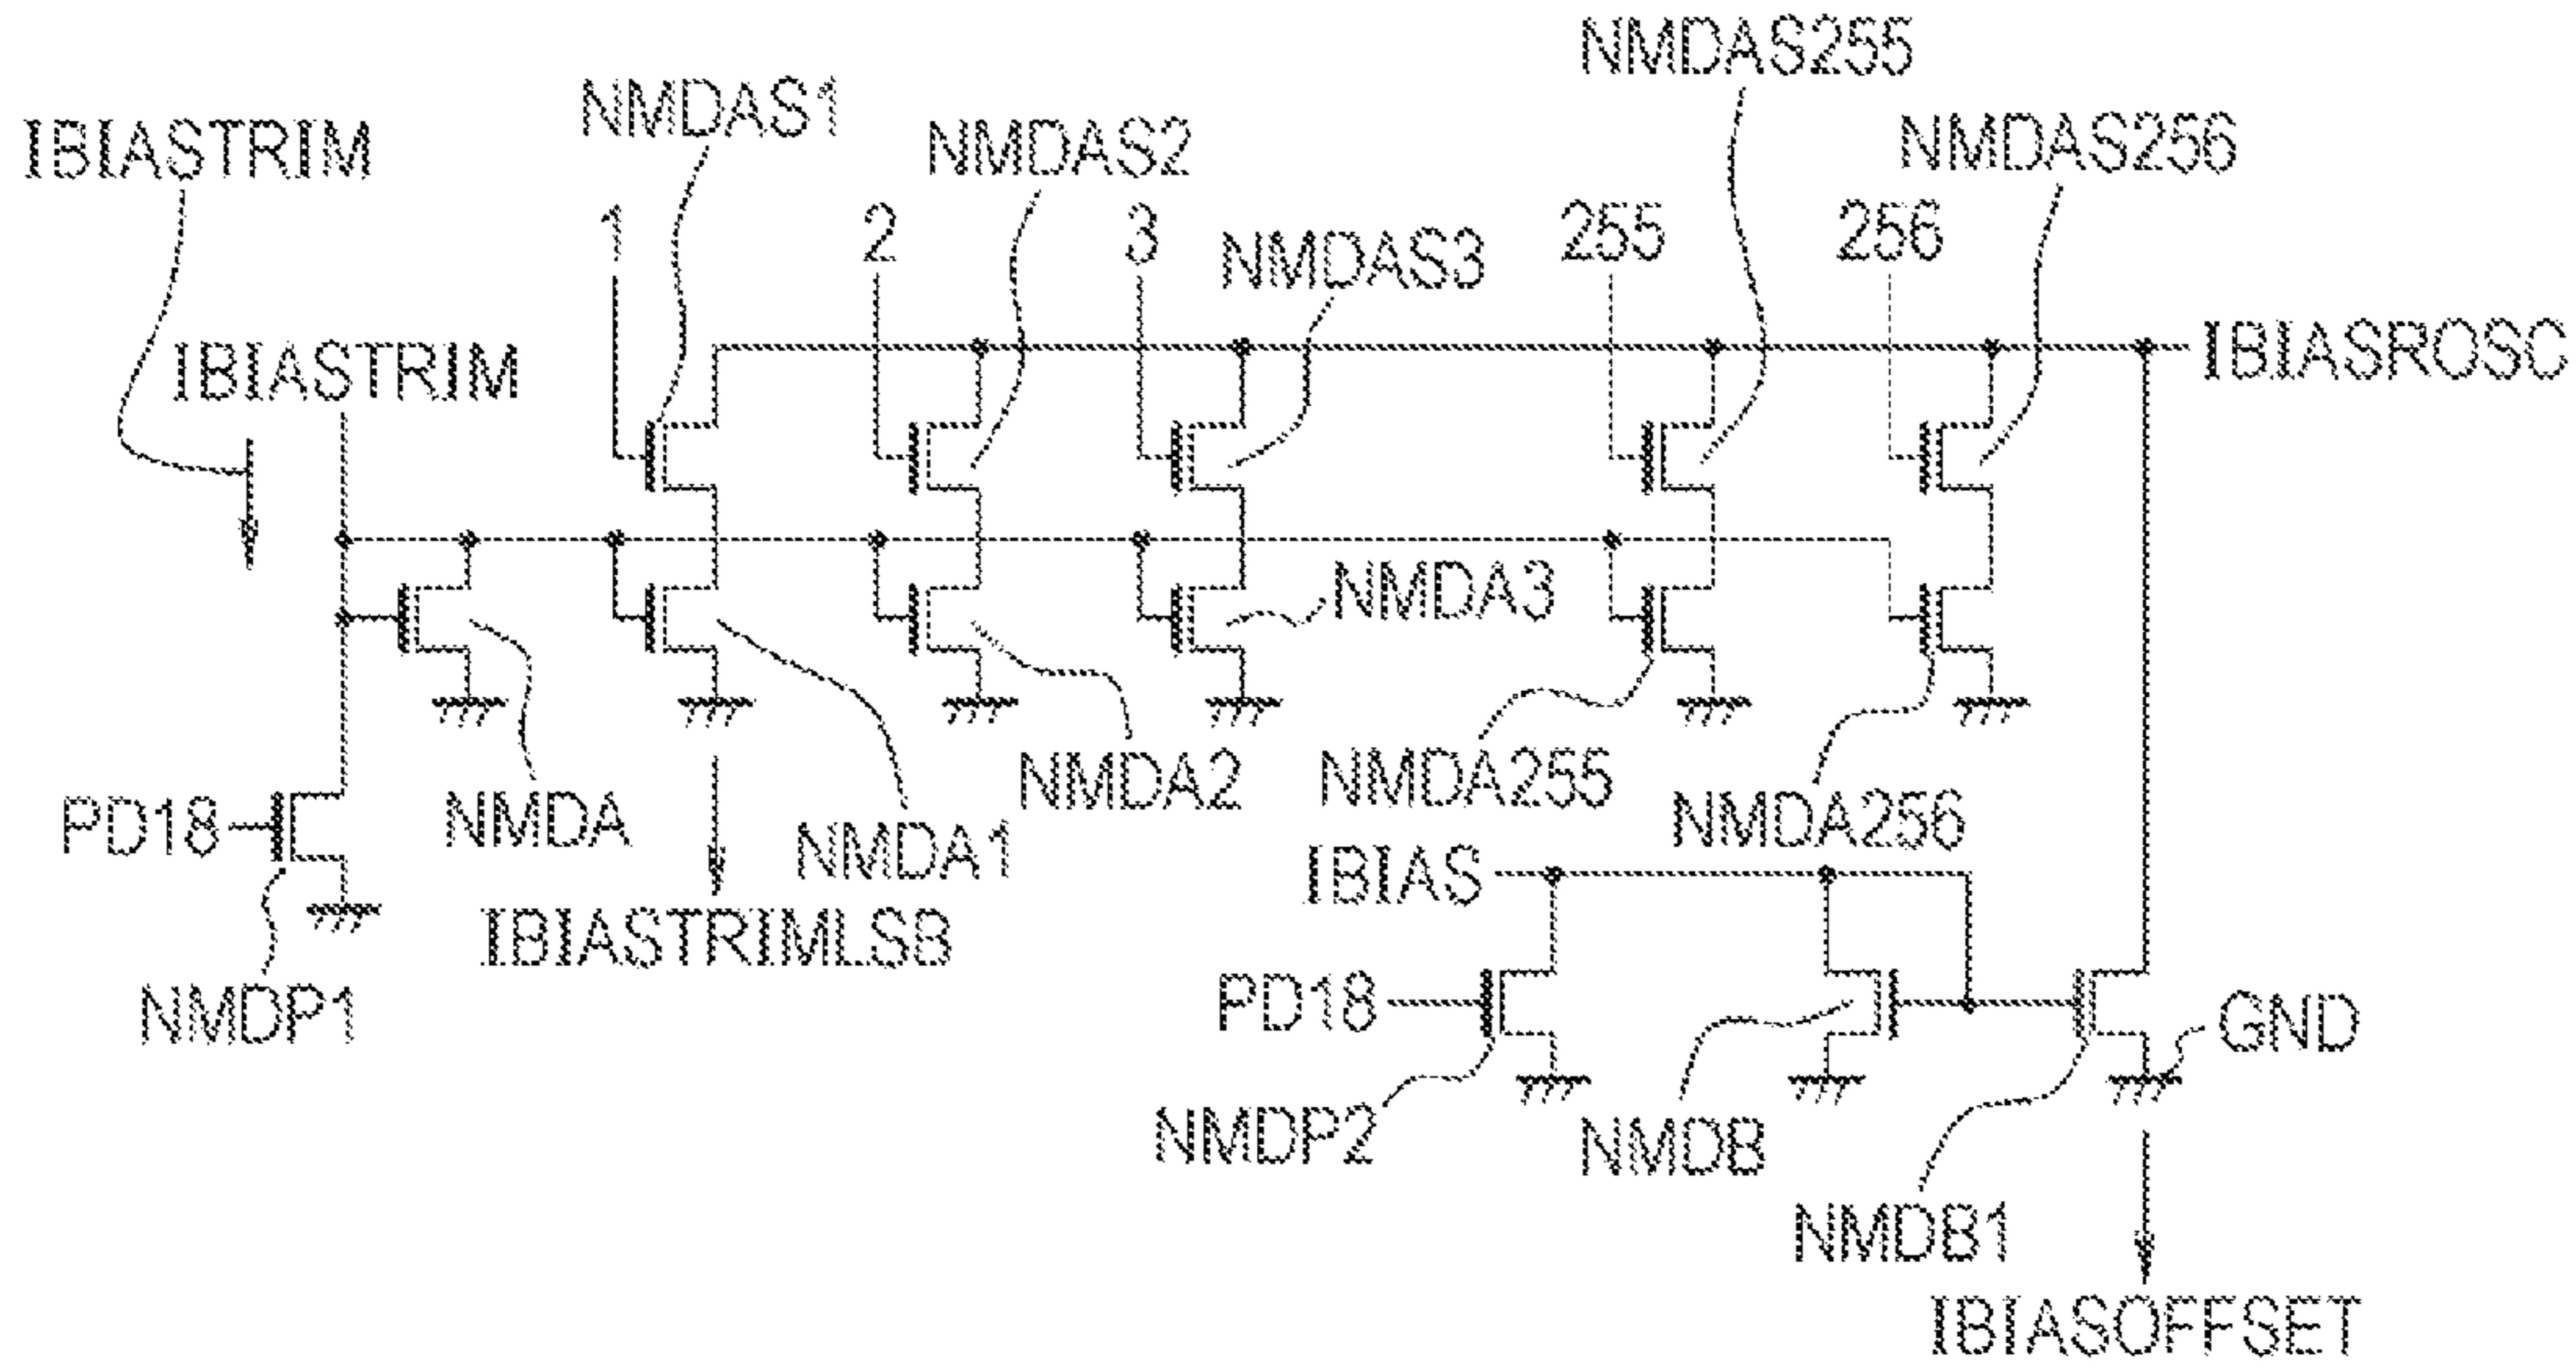 NMDAS255
NMDAS1
IBIASTRIM
NMDAS2
NMDAS256
1
2
3
NMDAS3
255
256
IBIASTRIM
IBIASROSC
NMDA3
NMDA2
NMDA255
NMDA256
PD18
NMDA
NMDA1
IBIAS
IBIASTRIMLSB
NMDP1
PD18
GND
NMDP2
NMDB
NMDB1
IBIASOFFSET